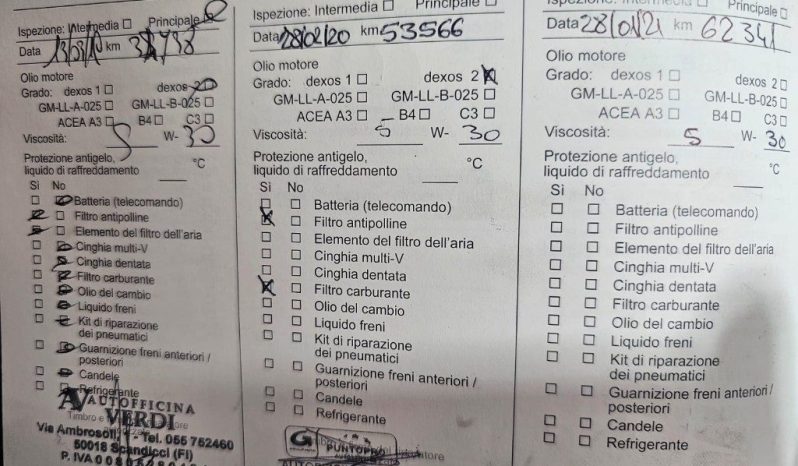 Ispezione: Intermedia ☐ Principale
Data km
Olio motore
Grado: dexos 1 ☐ dexos 2
GM-LL-A-025 ☐ GM-LL-B-025 ☐
ACEA A3 ☐ B4 ☐ C3 ☐
Viscosità: 5 W- 30
Protezione antigelo,
liquido di raffreddamento °C
Sì No
Batteria (telecomando)
Filtro antipolline
Elemento del filtro dell'aria
Cinghia multi-V
Cinghia dentata
Filtro carburante
Olio del cambio
Liquido freni
Kit di riparazione
dei pneumatici
Guarnizione freni anteriori /
posteriori
Candele
Refrigerante
AUTOFFICINA
VERDI
Timbro e
Via Ambrosoli, - Tel. 055 752460
50018 Scandicci (FI)
P. IVA
Ispezione: Intermedia ☐ Principale ☐
Data 28/02/20 km 53566
Olio motore
Grado: dexos 1 ☐ dexos 2 ☒
GM-LL-A-025 ☐ GM-LL-B-025 ☐
ACEA A3 ☐ B4 ☐ C3 ☐
Viscosità: 5 W- 30
Protezione antigelo,
liquido di raffreddamento °C
Sì No
Batteria (telecomando)
Filtro antipolline
Elemento del filtro dell'aria
Cinghia multi-V
Cinghia dentata
Filtro carburante
Olio del cambio
Liquido freni
Kit di riparazione
dei pneumatici
Guarnizione freni anteriori /
posteriori
Candele
Refrigerante
PUNTOPRO
Ispezione: Intermedia ☐ Principale ☐
Data 28/01/21 km 62341
Olio motore
Grado: dexos 1 ☐ dexos 2 ☐
GM-LL-A-025 ☐ GM-LL-B-025 ☐
ACEA A3 ☐ B4 ☐ C3 ☐
Viscosità: 5 W- 30
Protezione antigelo,
liquido di raffreddamento °C
Sì No
Batteria (telecomando)
Filtro antipolline
Elemento del filtro dell'aria
Cinghia multi-V
Cinghia dentata
Filtro carburante
Olio del cambio
Liquido freni
Kit di riparazione
dei pneumatici
Guarnizione freni anteriori /
posteriori
Candele
Refrigerante